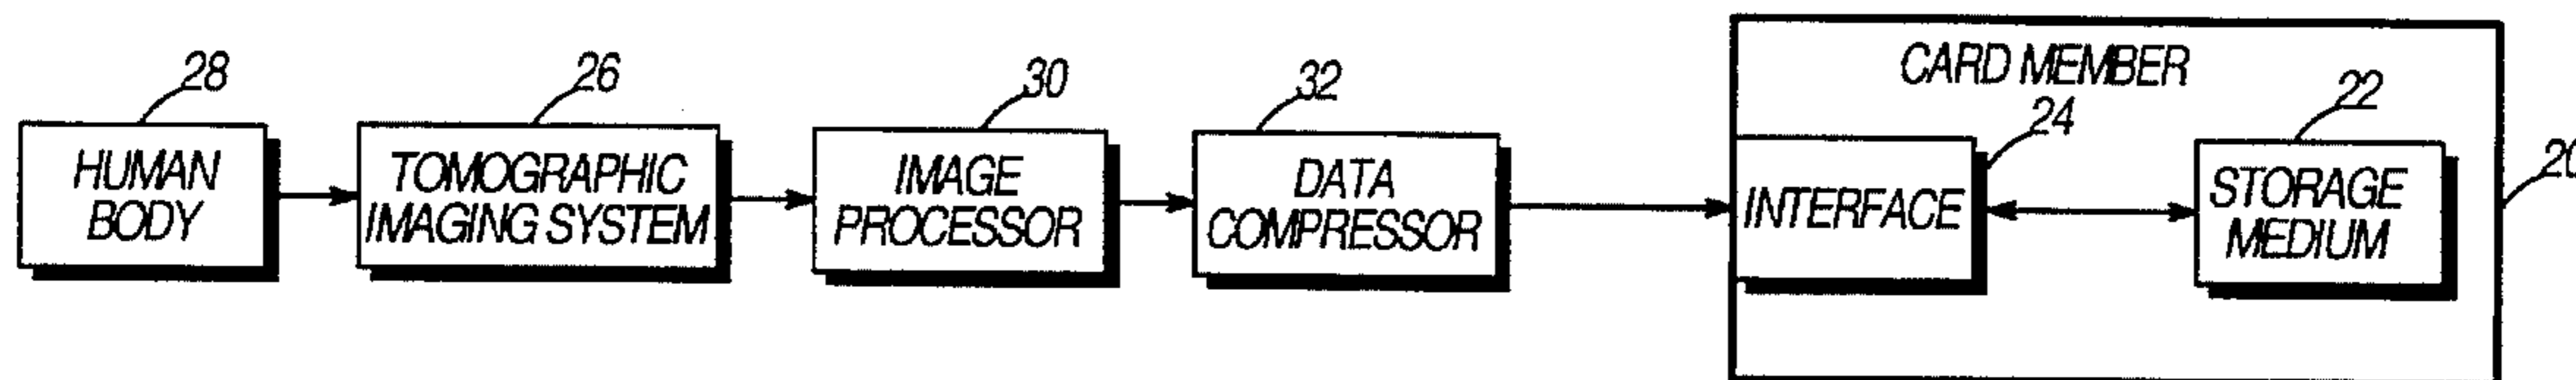 28
HUMAN
BODY
26
TOMOGRAPHIC
IMAGING SYSTEM
30
IMAGE
PROCESSOR
32
DATA
COMPRESSOR
CARD MEMBER
24
INTERFACE
22
STORAGE
MEDIUM
20